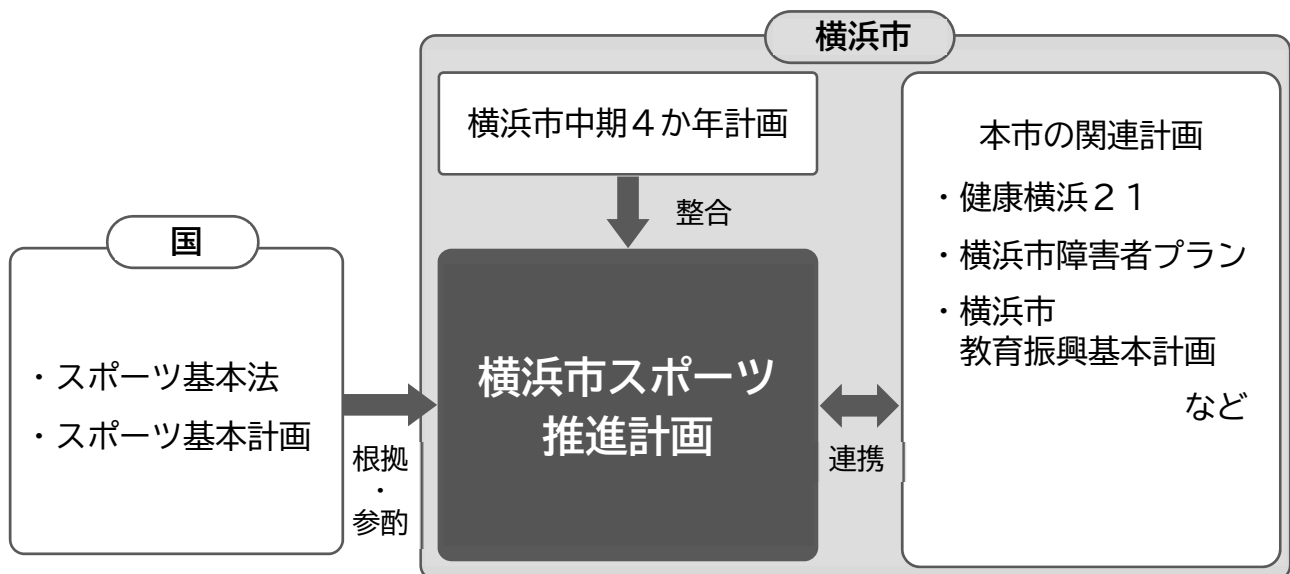 横浜市
横浜市中期４か年計画
整合
国
・スポーツ基本法
・スポーツ基本計画
根拠
・
参酌
横浜市スポーツ
推進計画
連携
本市の関連計画
・健康横浜２１
・横浜市障害者プラン
・横浜市
教育振興基本計画
など